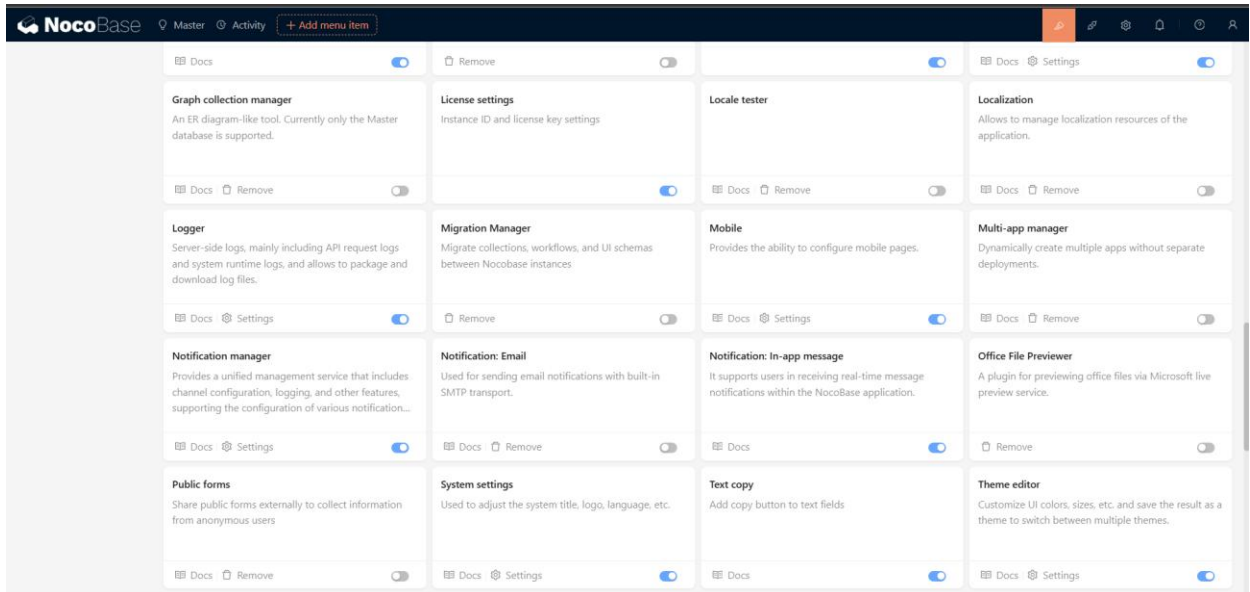 NocoBase Master Activity + Add menu item
Docs
Remove
Docs Settings
Graph collection manager
An ER diagram-like tool. Currently only the Master
database is supported.
Docs Remove
License settings
Instance ID and license key settings
Locale tester
Docs Remove
Localization
Allows to manage localization resources of the
application.
Docs Remove
Logger
Server-side logs, mainly including API request logs
and system runtime logs, and allows to package and
download log files.
Docs Settings
Migration Manager
Migrate collections, workflows, and UI schemas
between Nocobase instances
Remove
Mobile
Provides the ability to configure mobile pages.
Docs Settings
Multi-app manager
Dynamically create multiple apps without separate
deployments.
Docs Remove
Notification manager
Provides a unified management service that includes
channel configuration, logging, and other features,
supporting the configuration of various notification...
Docs Settings
Notification: Email
Used for sending email notifications with built-in
SMTP transport.
Docs Remove
Notification: In-app message
It supports users in receiving real-time message
notifications within the NocoBase application.
Docs
Office File Previewer
A plugin for previewing office files via Microsoft live
preview service.
Remove
Public forms
Share public forms externally to collect information
from anonymous users
Docs Remove
System settings
Used to adjust the system title, logo, language, etc.
Docs Settings
Text copy
Add copy button to text fields
Docs
Theme editor
Customize UI colors, sizes, etc. and save the result as a
theme to switch between multiple themes.
Docs Settings